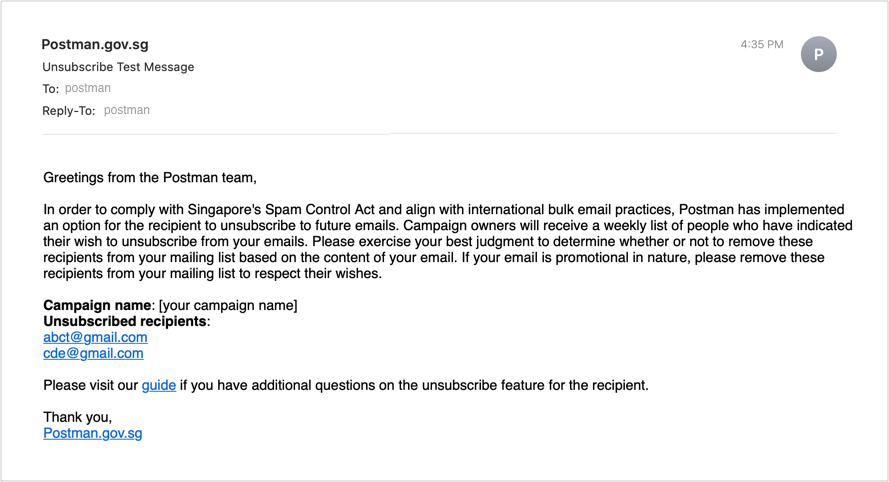 Postman.gov.sg
4:35 PM
P
Unsubscribe Test Message
To: postman
Reply-To: postman
Greetings from the Postman team,
In order to comply with Singapore's Spam Control Act and align with international bulk email practices, Postman has implemented
an option for the recipient to unsubscribe to future emails. Campaign owners will receive a weekly list of people who have indicated
their wish to unsubscribe from your emails. Please exercise your best judgment to determine whether or not to remove these
recipients from your mailing list based on the content of your email. If your email is promotional in nature, please remove these
recipients from your mailing list to respect their wishes.
Campaign name: [your campaign name]
Unsubscribed recipients:
abct@gmail.com
cde@gmail.com
Please visit our guide if you have additional questions on the unsubscribe feature for the recipient.
Thank you,
Postman.gov.sg